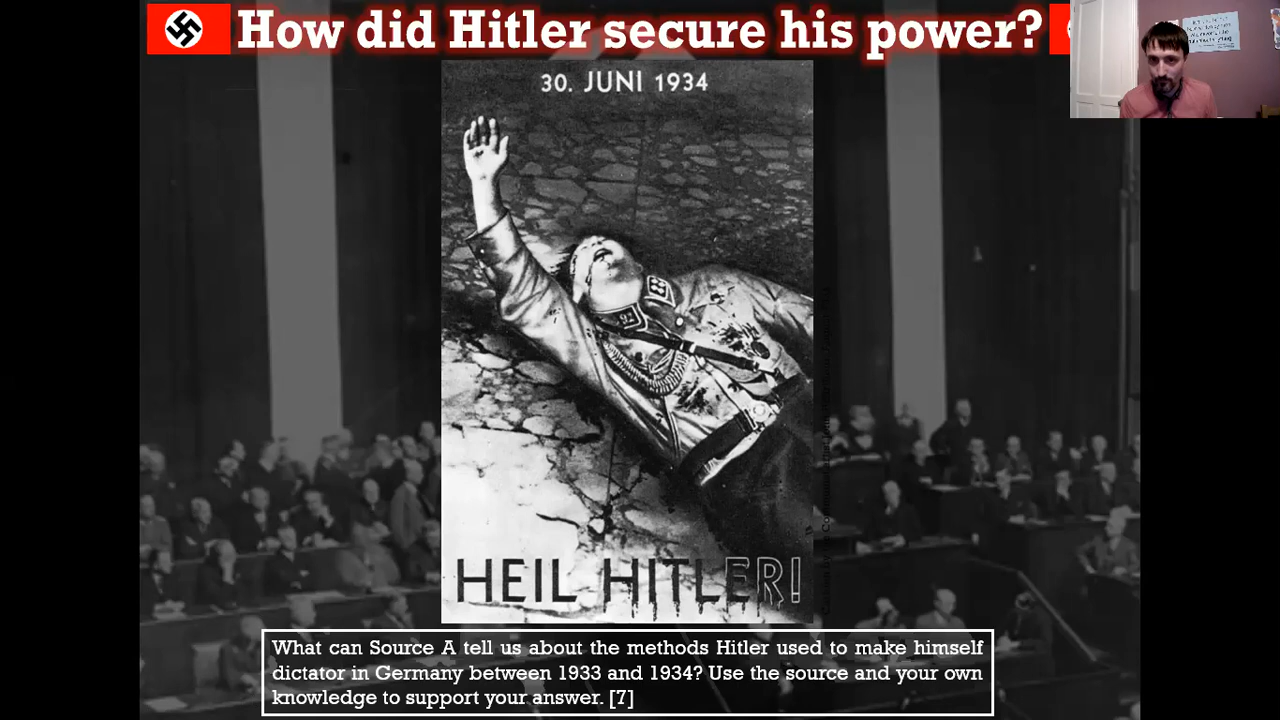 How did Hitler secure his power?
30. JUNI 1934
HEIL HITLER!
What can Source A tell us about the methods Hitler used to make himself
dictator in Germany between 1933 and 1934? Use the source and your own
knowledge to support your answer. [7]